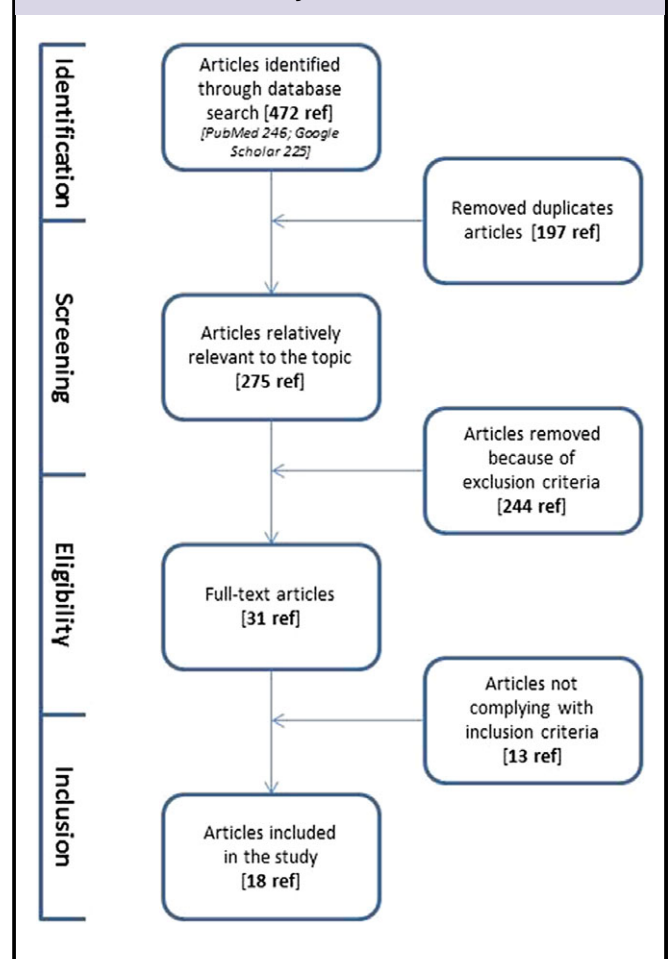 Identification
Articles identified
through database
search [472 ref]
[PubMed 246; Google
Scholar 225]
Removed duplicates
articles [197 ref]
Screening
Articles relatively
relevant to the topic
[275 ref]
Articles removed
because of
exclusion criteria
[244 ref]
Eligibility
Full-text articles
[31 ref]
Articles not
complying with
inclusion criteria
[13 ref]
Inclusion
Articles included
in the study
[18 ref]